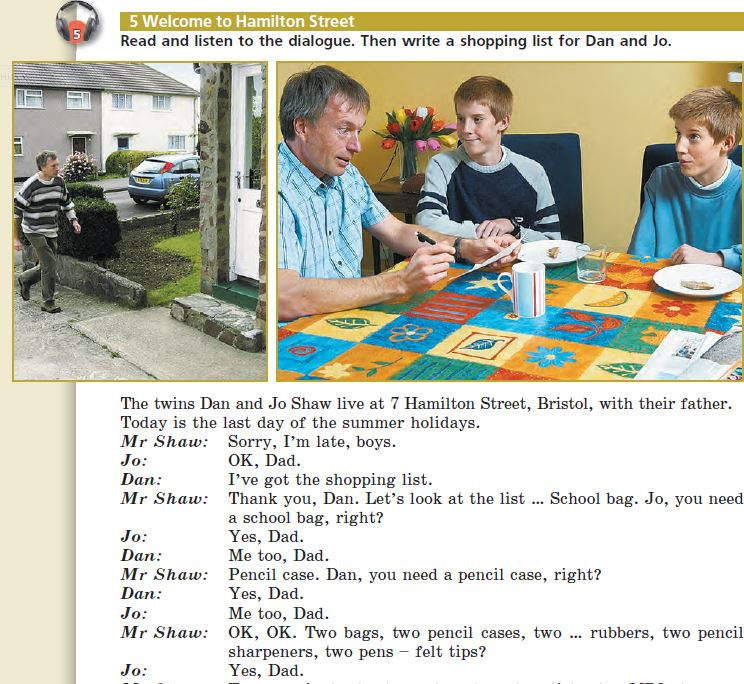 5
5 Welcome to Hamilton Street
Read and listen to the dialogue. Then write a shopping list for Dan and Jo.
The twins Dan and Jo Shaw live at 7 Hamilton Street, Bristol, with their father.
Today is the last day of the summer holidays.
Mr Shaw: Sorry, I'm late, boys.
Jo: OK, Dad.
Dan: I've got the shopping list.
Mr Shaw: Thank you, Dan. Let's look at the list ... School bag. Jo, you need
a school bag, right?
Jo: Yes, Dad.
Dan: Me too, Dad.
Mr Shaw: Pencil case. Dan, you need a pencil case, right?
Dan: Yes, Dad.
Jo: Me too, Dad.
Mr Shaw: OK, OK. Two bags, two pencil cases, two ... rubbers, two pencil
sharpeners, two pens – felt tips?
Jo: Yes, Dad.